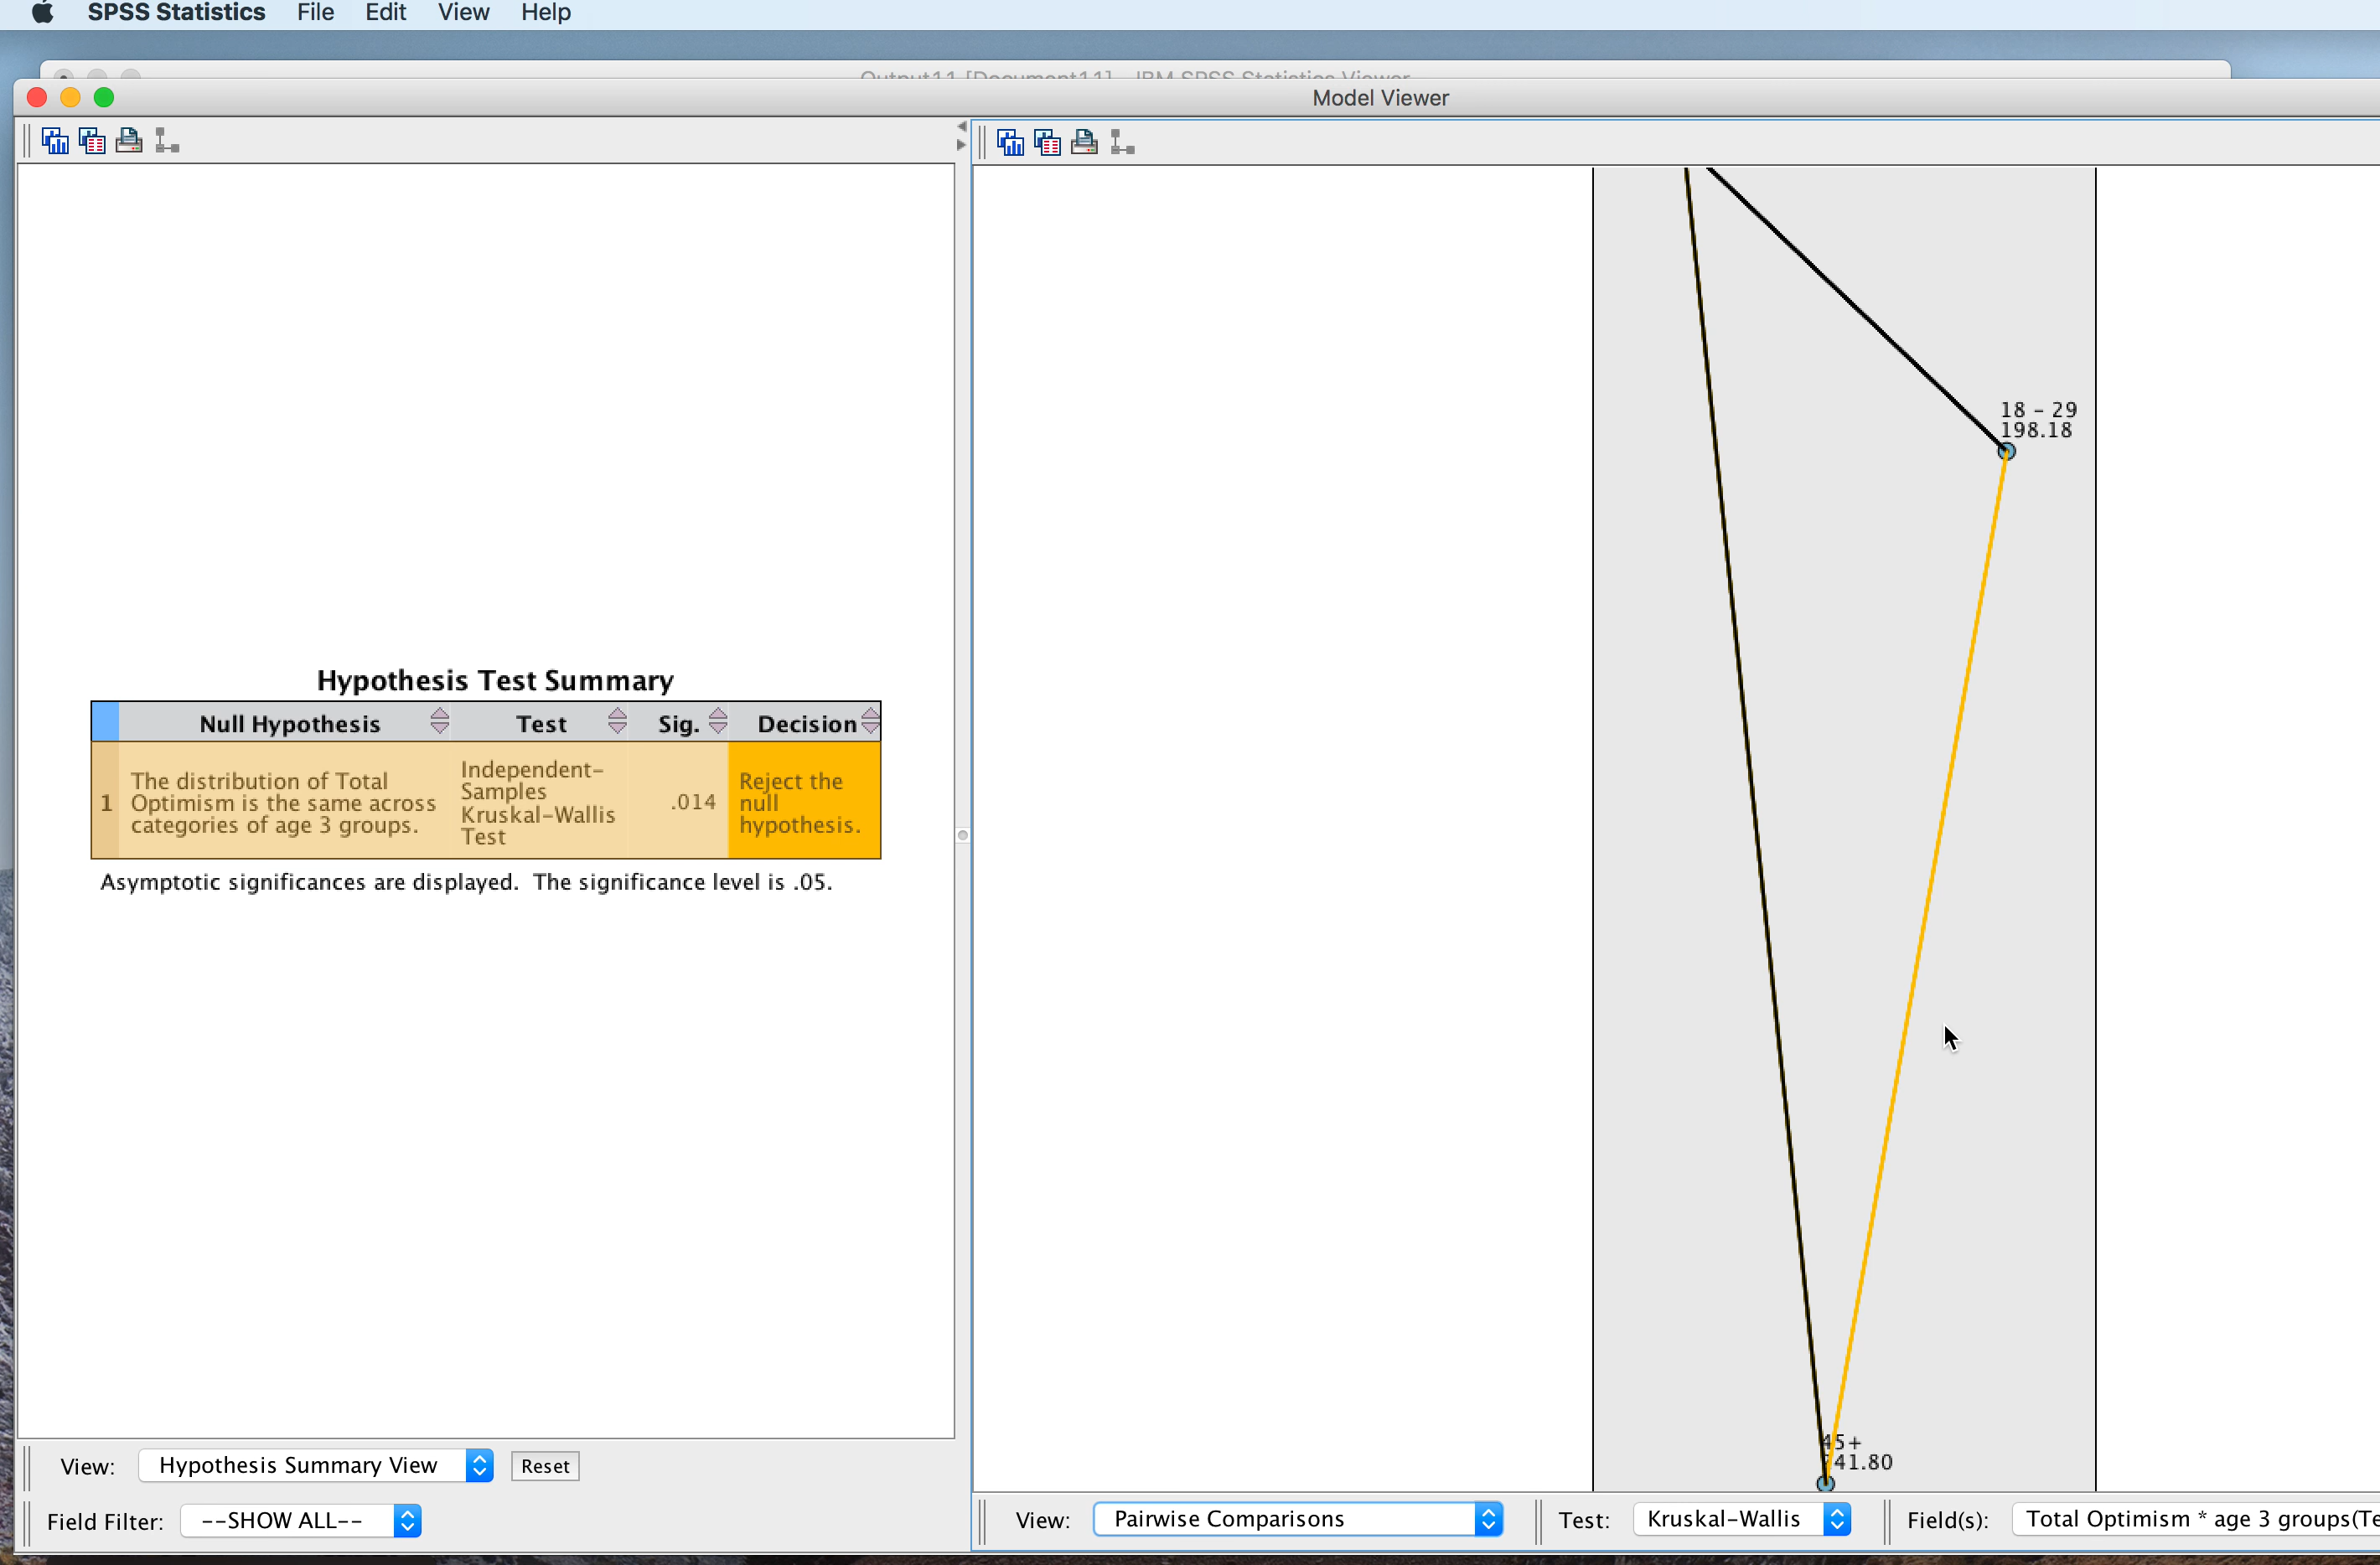 SPSS Statistics File Edit View Help
Model Viewer
18 – 29
198.18
Hypothesis Test Summary
Null Hypothesis Test Sig. Decision
1 The distribution of Total Optimism is the same across categories of age 3 groups. Independent-Samples Kruskal-Wallis Test .014 Reject the null hypothesis.
Asymptotic significances are displayed. The significance level is .05.
45+
41.80
View: Hypothesis Summary View Reset
Field Filter: --SHOW ALL--
View: Pairwise Comparisons Test: Kruskal-Wallis Field(s): Total Optimism * age 3 groups(Te